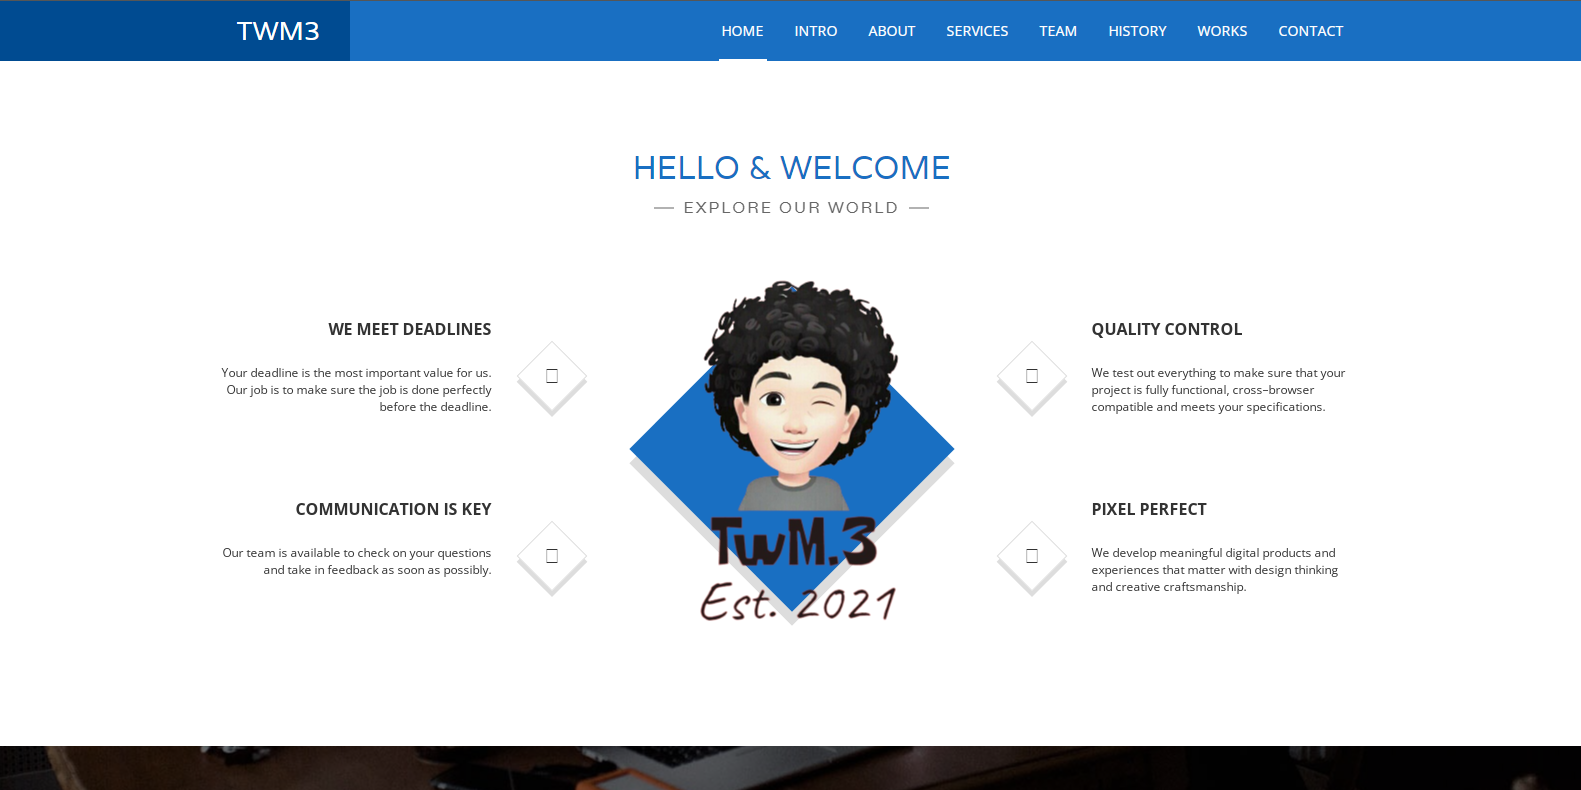 TWM3
HOME INTRO ABOUT SERVICES TEAM HISTORY WORKS CONTACT
HELLO & WELCOME
EXPLORE OUR WORLD
WE MEET DEADLINES
Your deadline is the most important value for us.
Our job is to make sure the job is done perfectly
before the deadline.
COMMUNICATION IS KEY
Our team is available to check on your questions
and take in feedback as soon as possibly.
TwM.3
Est. 2021
QUALITY CONTROL
We test out everything to make sure that your
project is fully functional, cross–browser
compatible and meets your specifications.
PIXEL PERFECT
We develop meaningful digital products and
experiences that matter with design thinking
and creative craftsmanship.